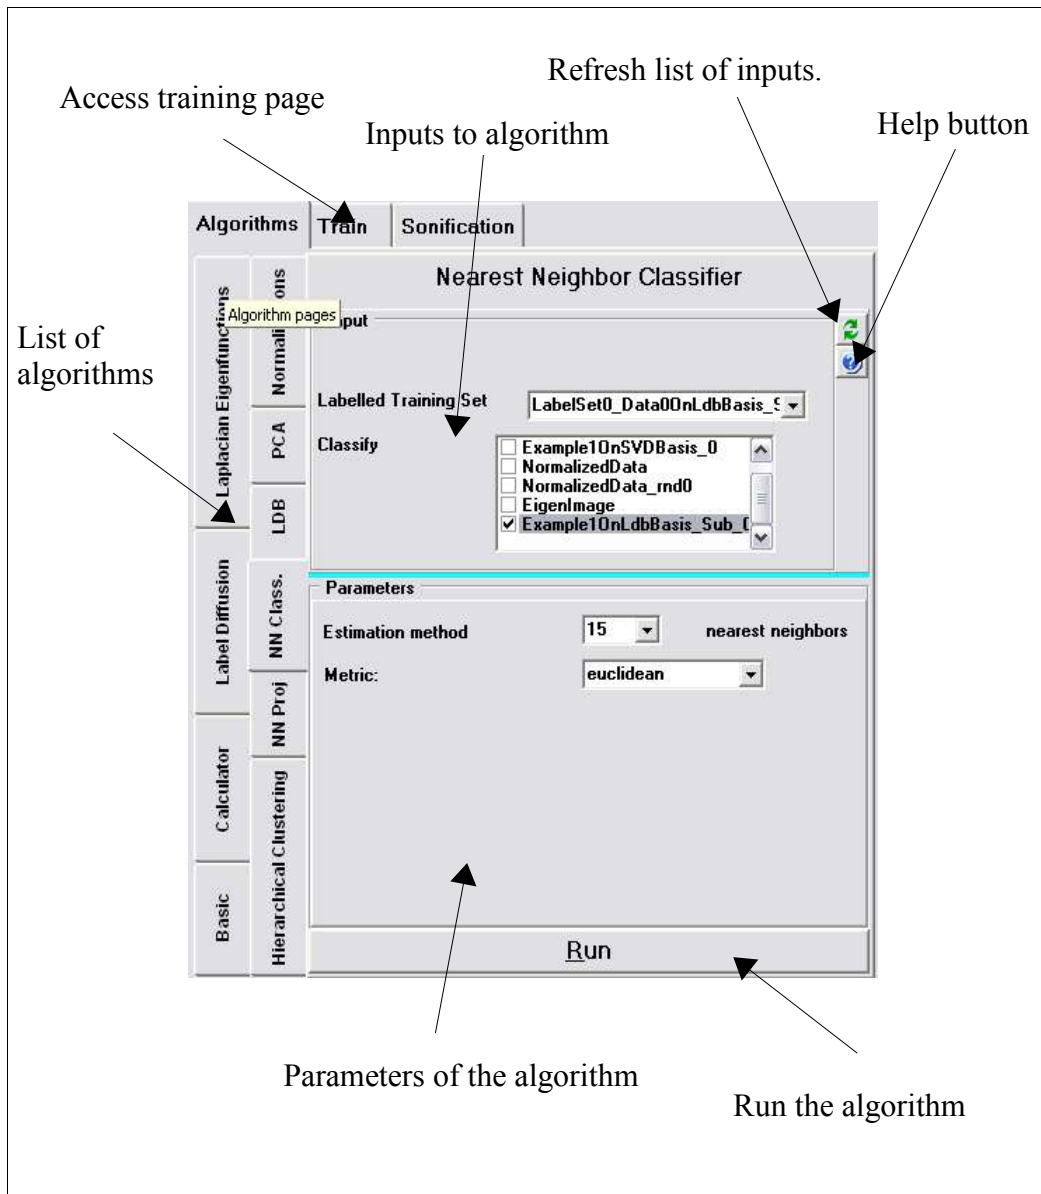 Refresh list of inputs.
Access training page
Help button
Inputs to algorithm
Algorithms
Train
Sonification
Nearest Neighbor Classifier
Algorithm pages
Labelled Training Set
LabelSet0_Data0OnLdbBasis_
Classify
Example1OnSVDBasis_0
NormalizedData
NormalizedData_rnd0
EigenImage
Example1OnLdbBasis_Sub_
List of
algorithms
Laplacian Eigenfunctions
Label Diffusion
Calculator
Basic
PCA
LDB
NN Class.
NN Proj
Hierarchical Clustering
Parameters
Estimation method
15
nearest neighbors
Metric:
euclidean
Run
Parameters of the algorithm
Run the algorithm